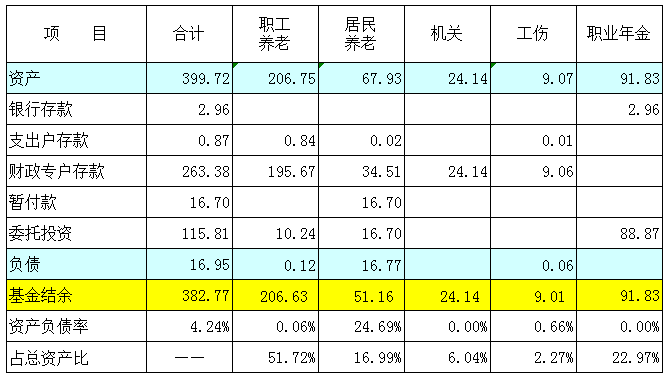 项 目 合计 职工养老 居民养老 机关 工伤 职业年金
资产 399.72 206.75 67.93 24.14 9.07 91.83
银行存款 2.96 2.96
支出户存款 0.87 0.84 0.02 0.01
财政专户存款 263.38 195.67 34.51 24.14 9.06
暂付款 16.70 16.70
委托投资 115.81 10.24 16.70 88.87
负债 16.95 0.12 16.77 0.06
基金结余 382.77 206.63 51.16 24.14 9.01 91.83
资产负债率 4.24% 0.06% 24.69% 0.00% 0.66% 0.00%
占总资产比 —— 51.72% 16.99% 6.04% 2.27% 22.97%